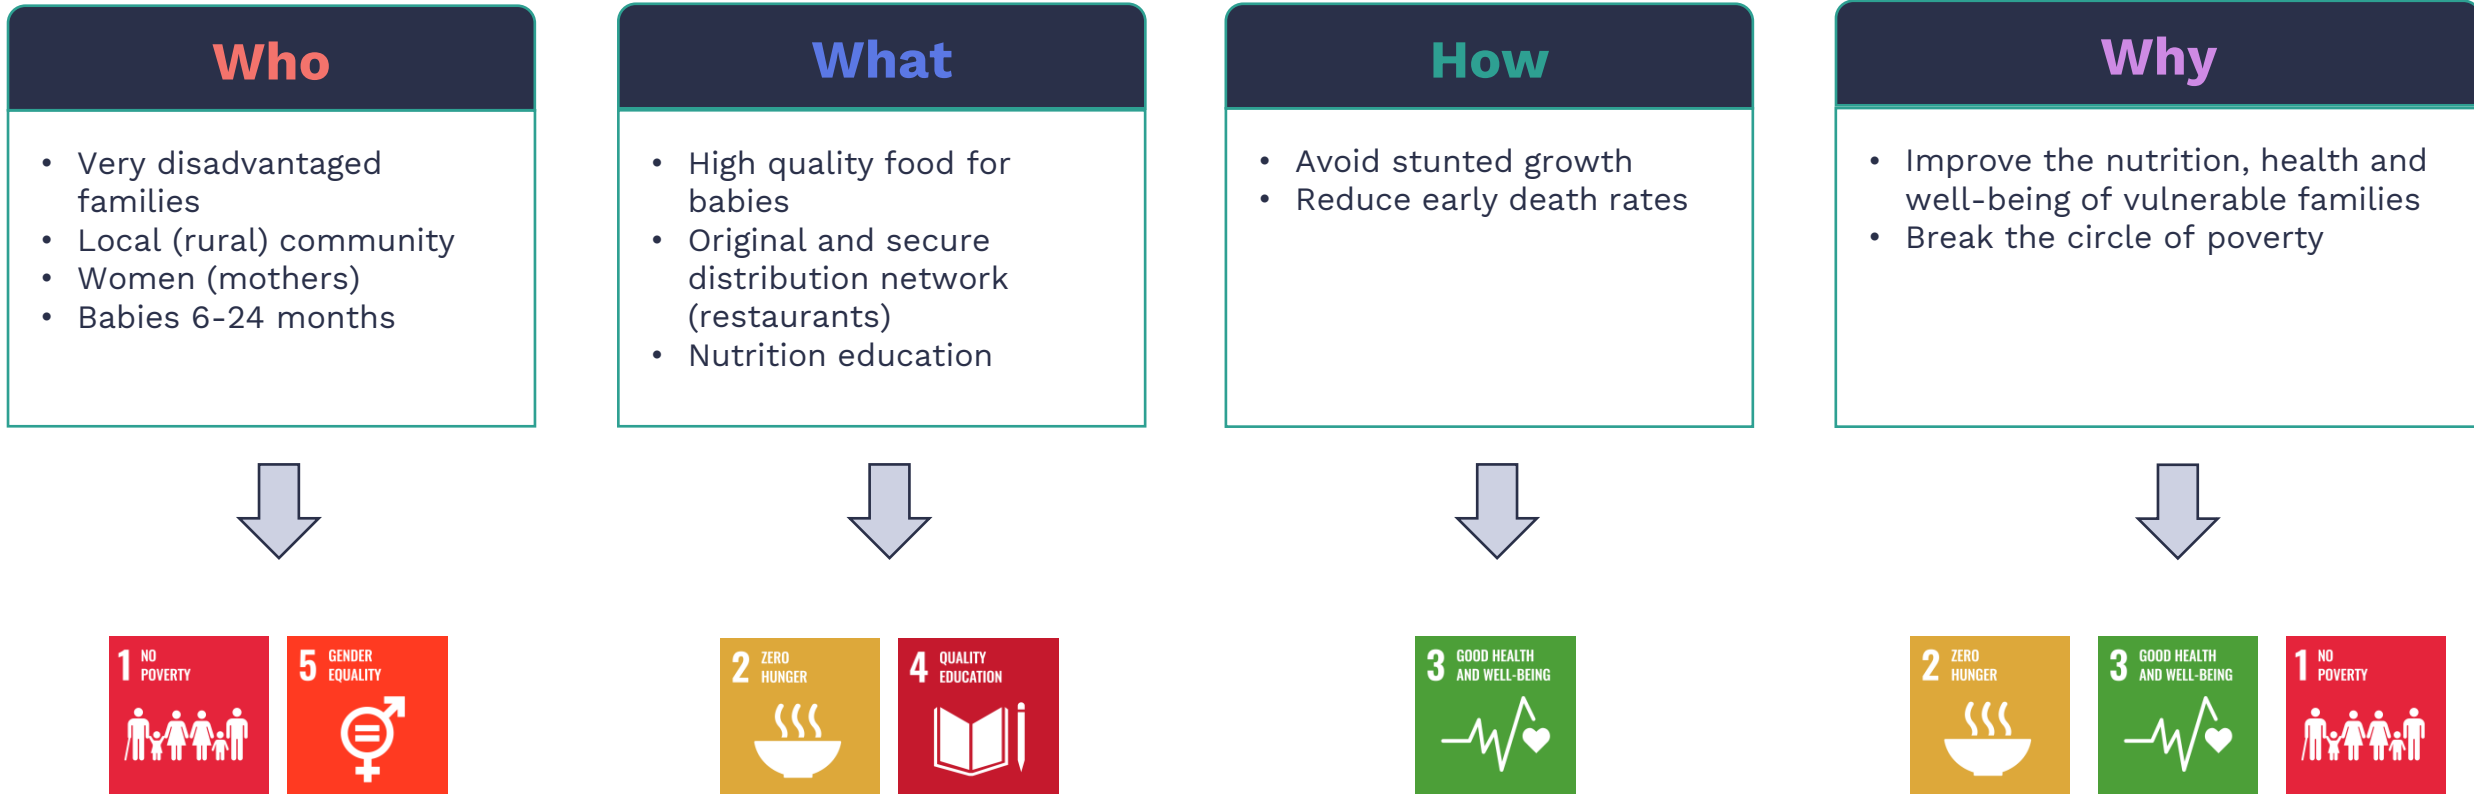 Who
• Very disadvantaged
families
• Local (rural) community
• Women (mothers)
• Babies 6-24 months
What
• High quality food for
babies
• Original and secure
distribution network
(restaurants)
• Nutrition education
How
• Avoid stunted growth
• Reduce early death rates
Why
• Improve the nutrition, health and
well-being of vulnerable families
• Break the circle of poverty
1 NO
POVERTY
5 GENDER
EQUALITY
2 ZERO
HUNGER
4 QUALITY
EDUCATION
3 GOOD HEALTH
AND WELL-BEING
2 ZERO
HUNGER
3 GOOD HEALTH
AND WELL-BEING
1 NO
POVERTY